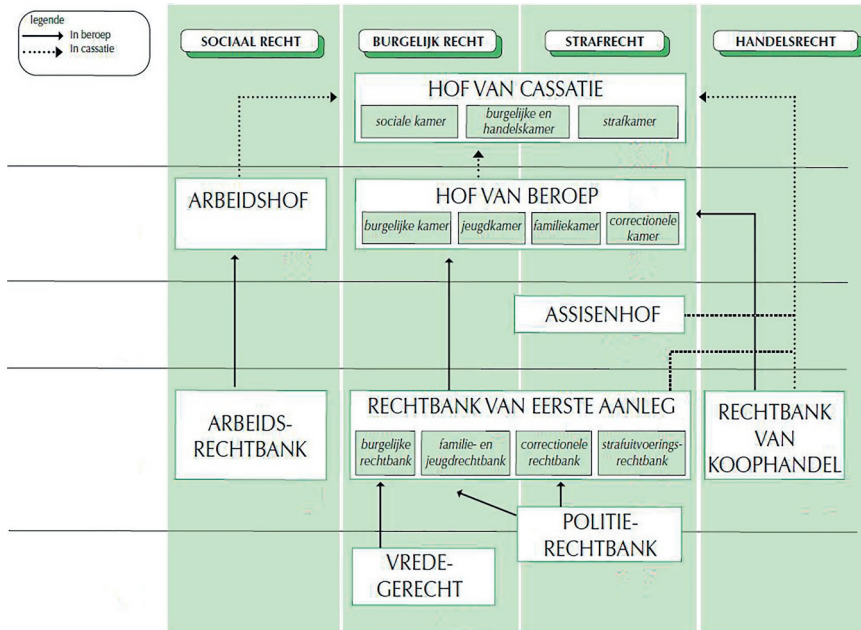 legende
In beroep
In cassatie
SOCIAAL RECHT
BURGELIJK RECHT
STRAFRECHT
HANDELSRECHT
HOF VAN CASSATIE
sociale kamer
burgelijke en
handelskamer
strafkamer
ARBEIDSHOF
HOF VAN BEROEP
burgelijke kamer
jeugdkamer
familiekamer
correctionele
kamer
ASSISENHOF
ARBEIDS-
RECHTBANK
RECHTBANK VAN EERSTE AANLEG
burgelijke
rechtbank
familie- en
jeugdrechtbank
correctionele
rechtbank
strafuitvoerings-
rechtbank
RECHTBANK
VAN
KOOPHANDEL
POLITIE-
RECHTBANK
VREDE-
GERECHT